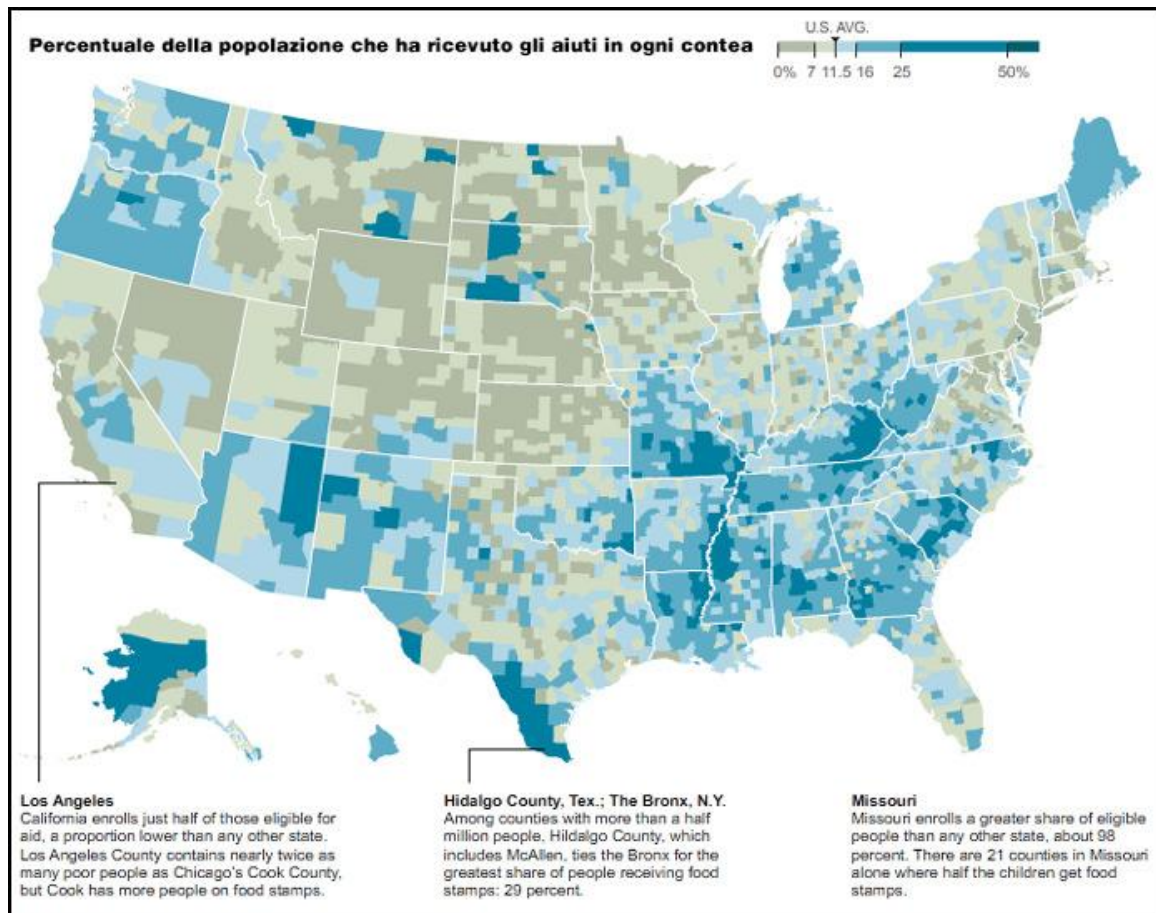 Percentuale della popolazione che ha ricevuto gli aiuti in ogni contea
U.S. AVG.
0% 7 11.5 16 25 50%
Los Angeles
California enrolls just half of those eligible for
aid, a proportion lower than any other state.
Los Angeles County contains nearly twice as
many poor people as Chicago's Cook County,
but Cook has more people on food stamps.
Hidalgo County, Tex.; The Bronx, N.Y.
Among counties with more than a half
million people, Hildalgo County, which
includes McAllen, ties the Bronx for the
greatest share of people receiving food
stamps: 29 percent.
Missouri
Missouri enrolls a greater share of eligible
people than any other state, about 98
percent. There are 21 counties in Missouri
alone where half the children get food
stamps.